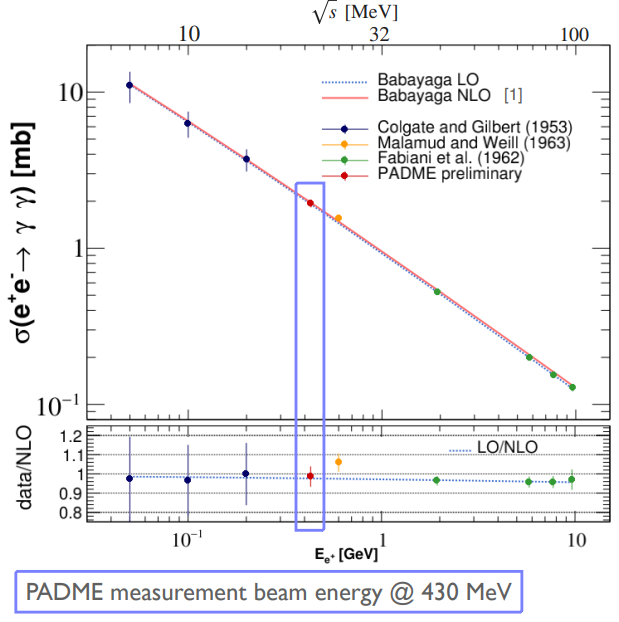 √s [MeV]
10 32 100
Babayaga LO
Babayaga NLO [1]
Colgate and Gilbert (1953)
Malamud and Weill (1963)
Fabiani et al. (1962)
PADME preliminary
σ(e⁺e⁻→ γ γ) [mb]
10
1
10⁻¹
data/NLO
1.2
1.1
1
0.9
0.8
LO/NLO
10⁻¹ 1 10
E_e⁺ [GeV]
PADME measurement beam energy @ 430 MeV